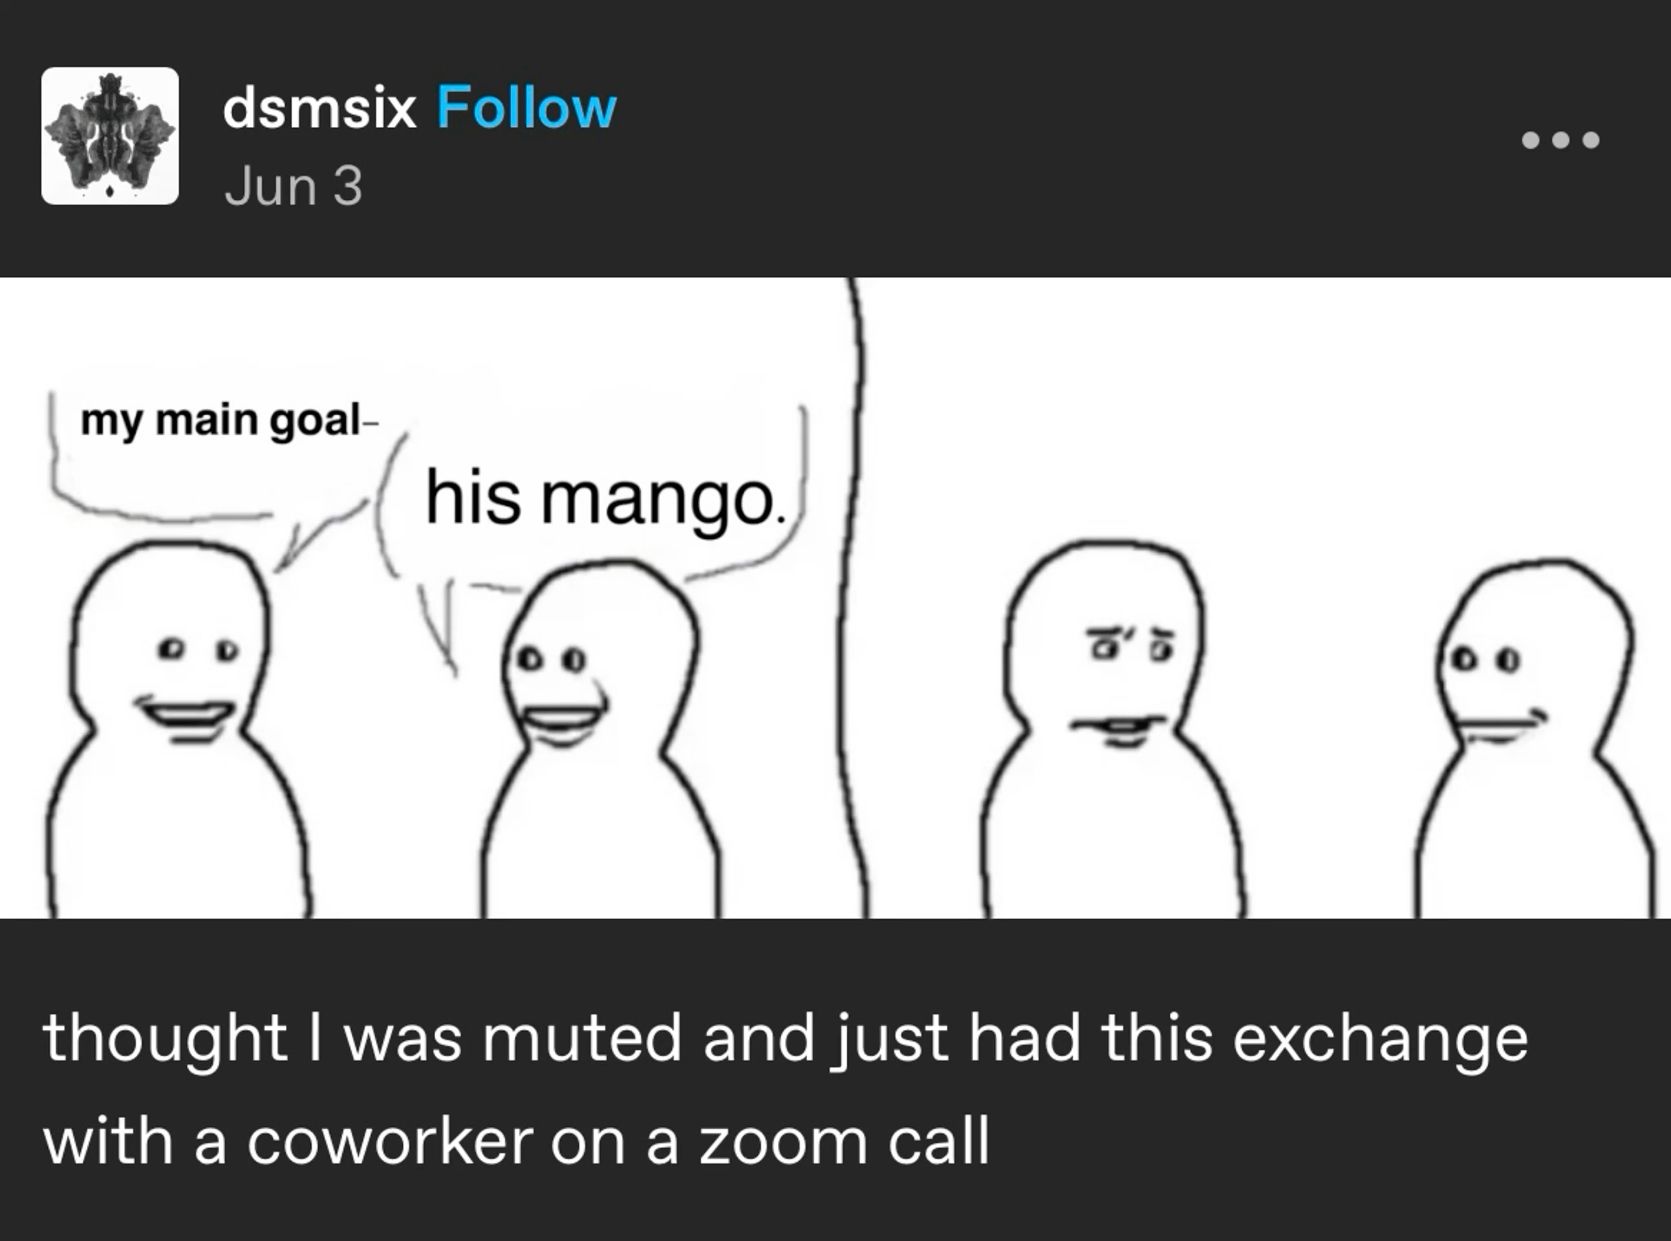 dsmsix Follow
Jun 3
my main goal-
his mango.
thought I was muted and just had this exchange
with a coworker on a zoom call